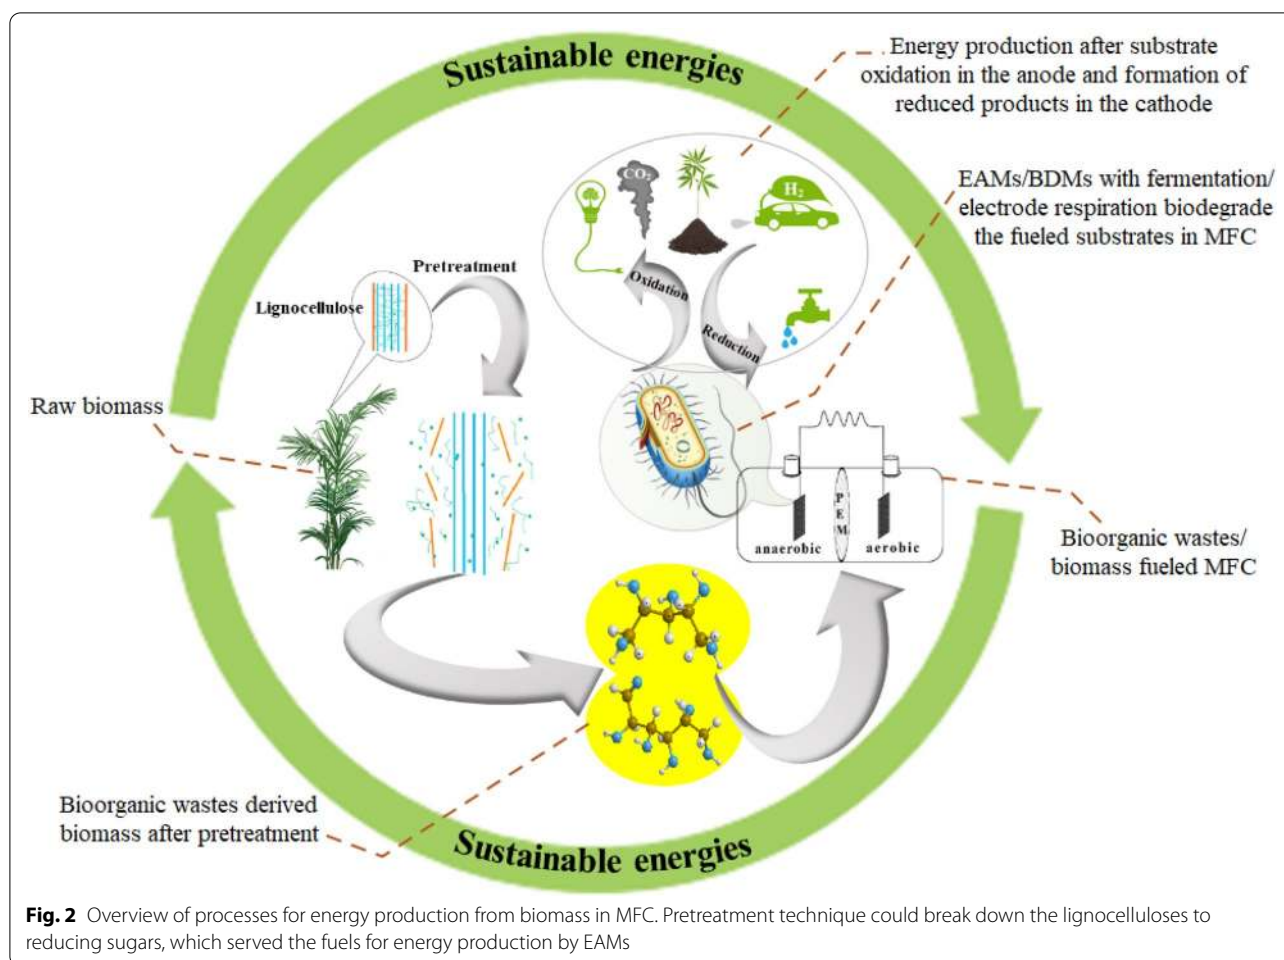 Sustainable energies
Energy production after substrate
oxidation in the anode and formation of
reduced products in the cathode
EAMs/BDMs with fermentation/
electrode respiration biodegrade
the fueled substrates in MFC
CO2
H2
Pretreatment
Oxidation
Lignocellulose
Reduction
Raw biomass
PEM
anaerobic
aerobic
Bioorganic wastes/
biomass fueled MFC
Bioorganic wastes derived
biomass after pretreatment
Sustainable energies
Fig. 2 Overview of processes for energy production from biomass in MFC. Pretreatment technique could break down the lignocelluloses to
reducing sugars, which served the fuels for energy production by EAMs